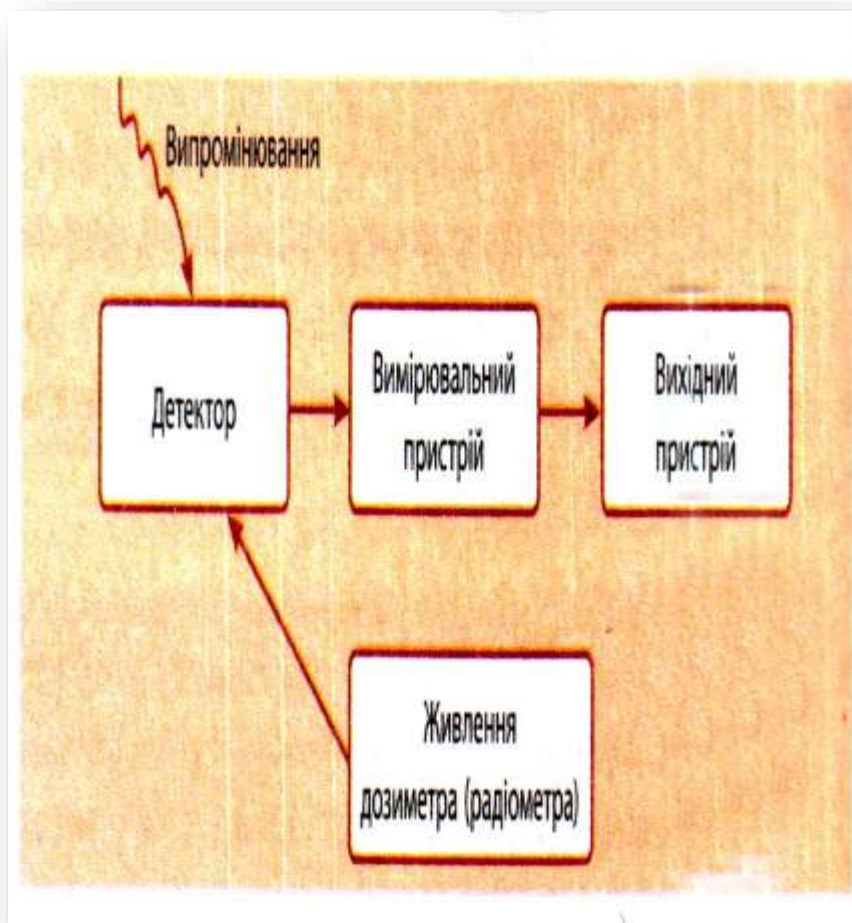 Випромінювання
Детектор
Вимірювальний
пристрій
Вихідний
пристрій
Живлення
дозиметра (радіометра)